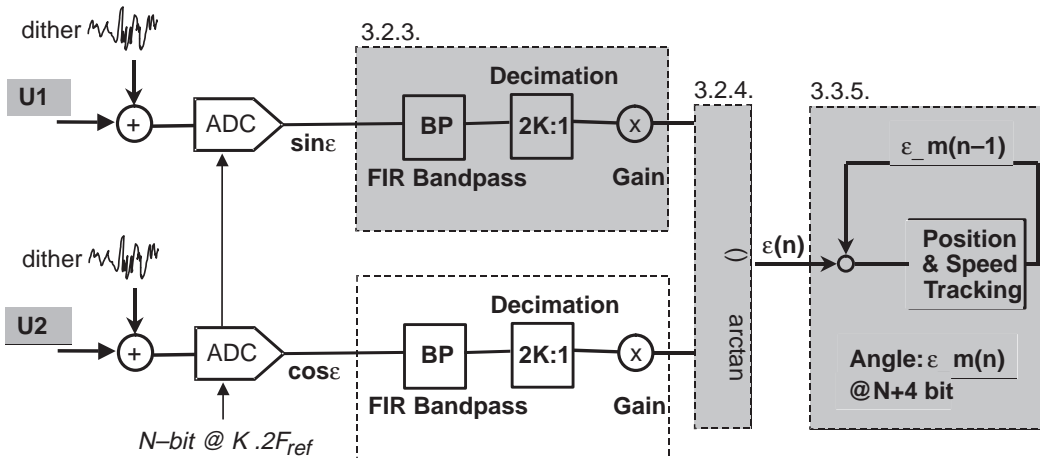 dither
U1
+
ADC
sinε
3.2.3.
Decimation
BP
2K:1
x
FIR Bandpass
Gain
3.2.4.
arctan ()
ε(n)
3.3.5.
ε_m(n–1)
Position
& Speed
Tracking
Angle: ε_m(n)
@N+4 bit
dither
U2
+
ADC
cosε
Decimation
BP
2K:1
x
FIR Bandpass
Gain
N–bit @ K .2Fref